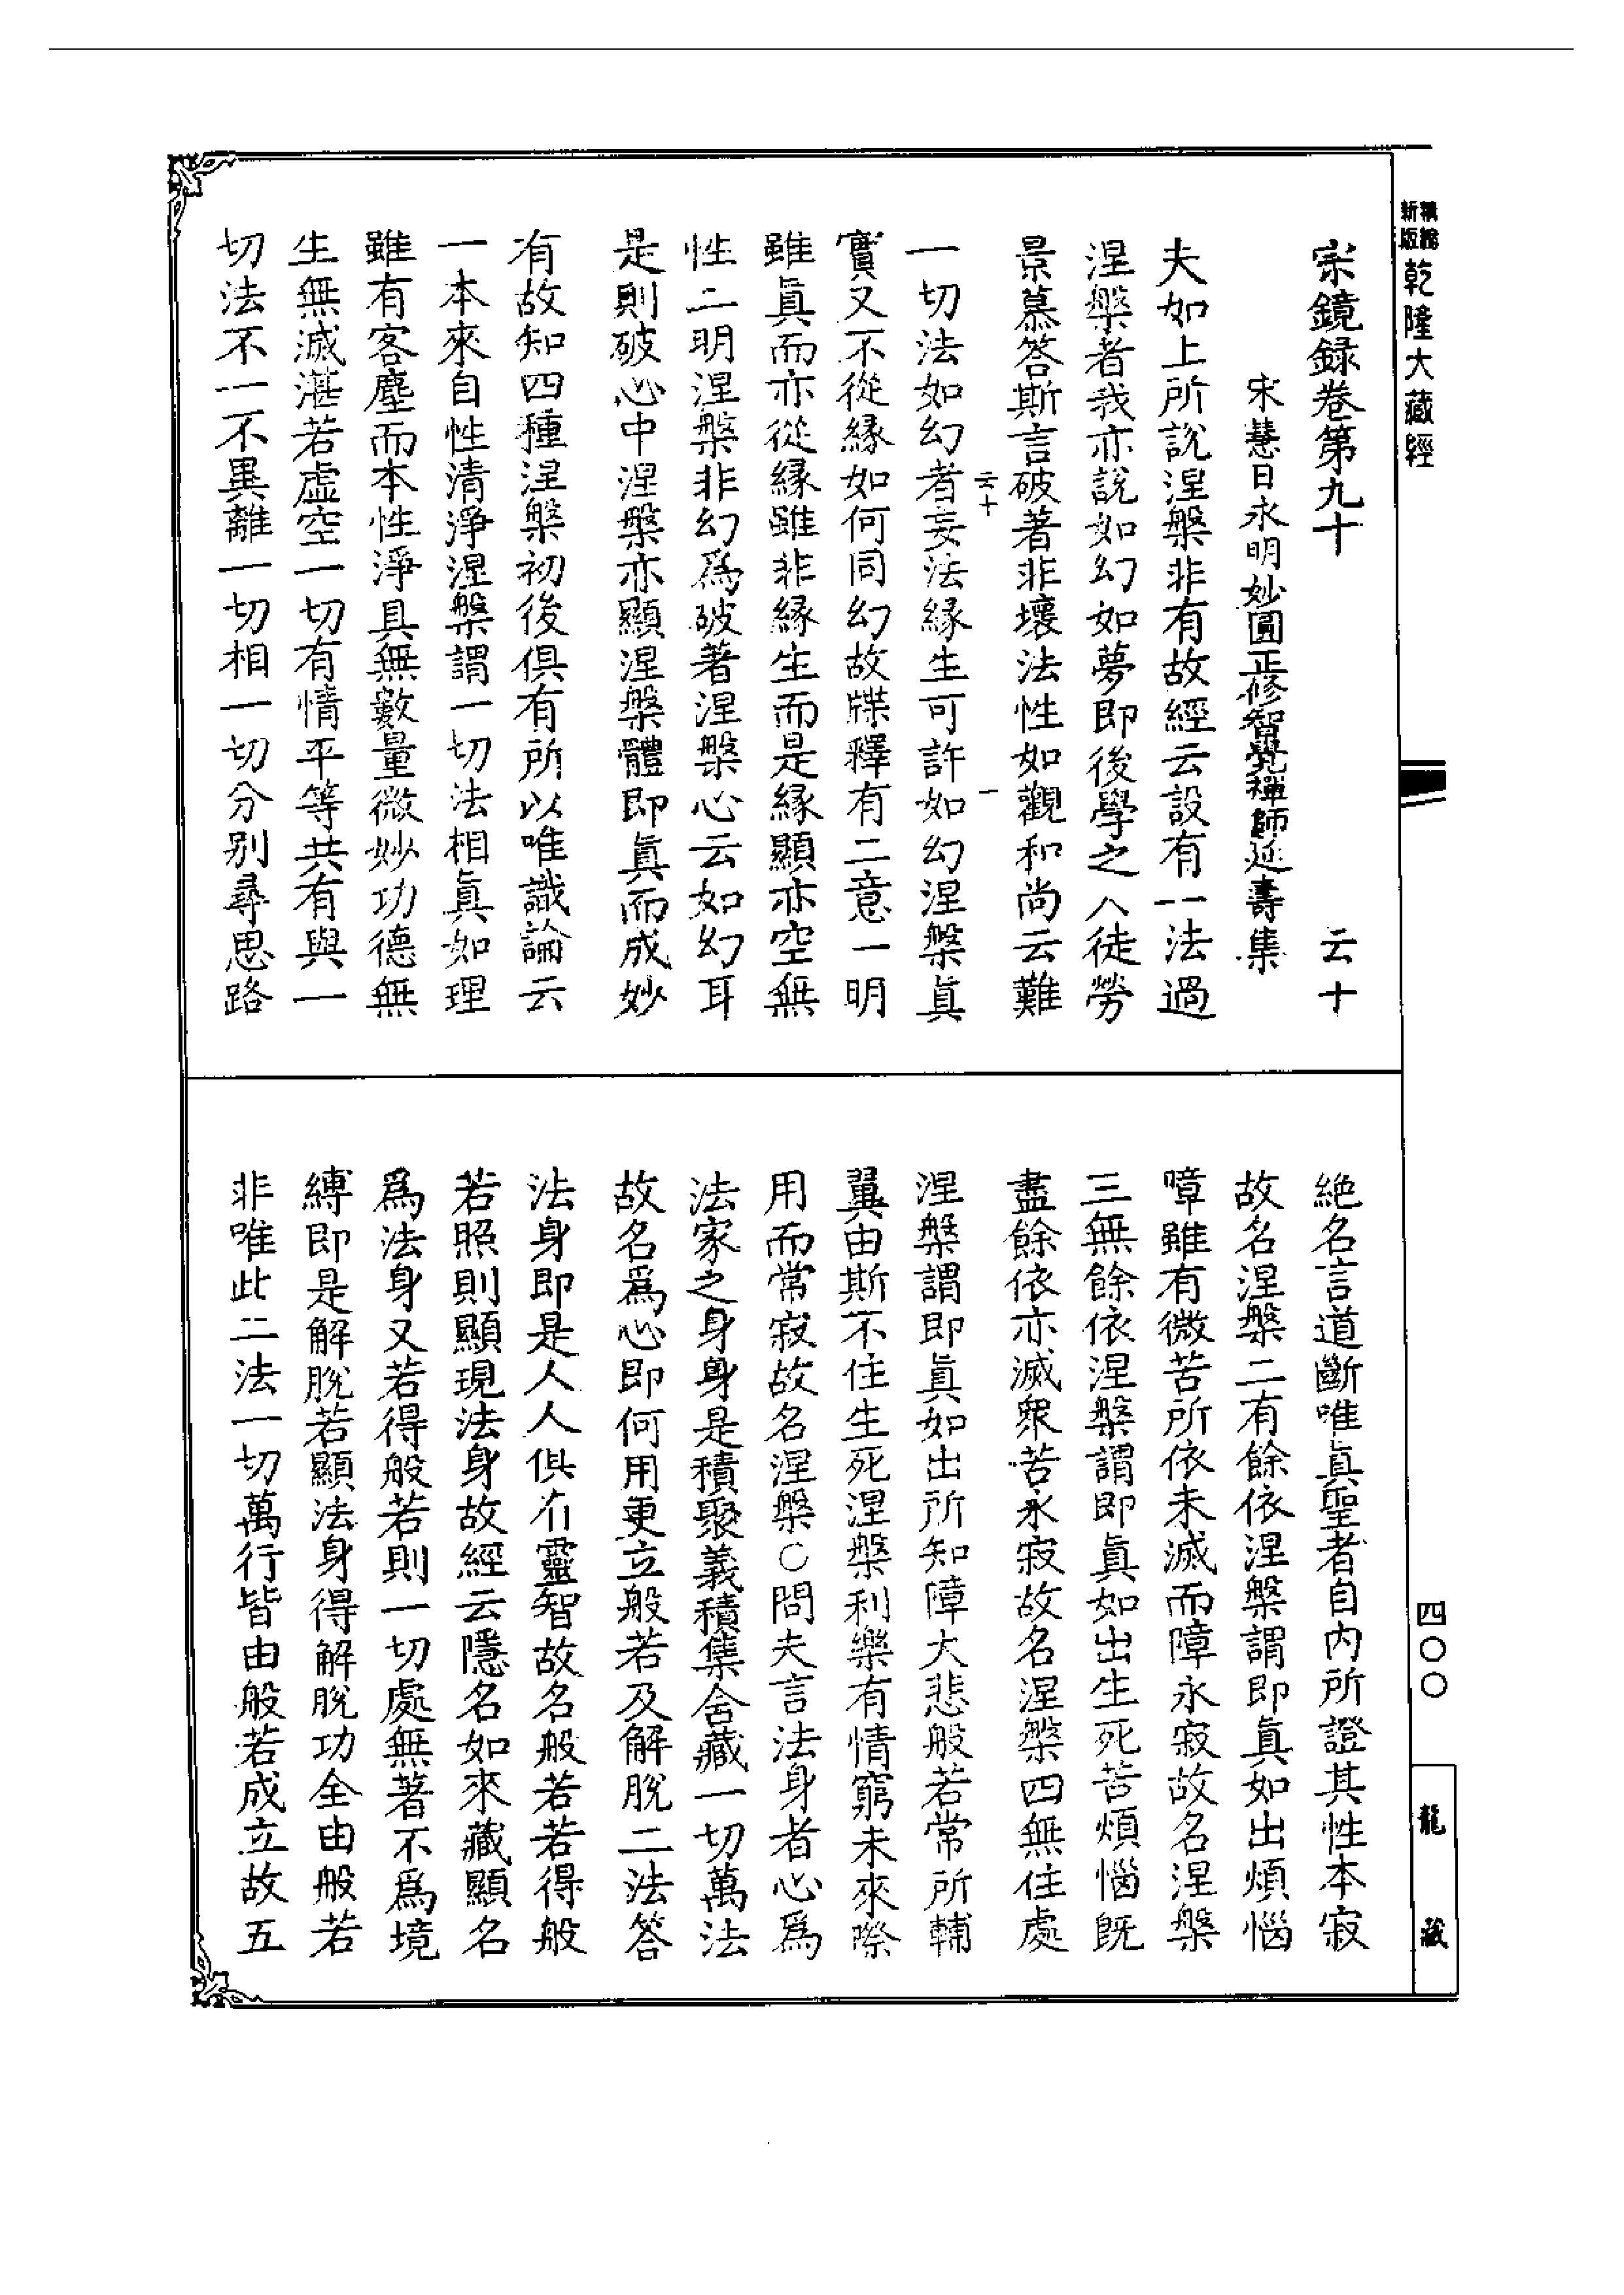 新版精縮乾隆大藏經
宗鏡録卷第九十 云十
宋慧日永明妙圓正修智覺禪師延壽集
夫如上所說涅槃非有故經云設有一法過
涅槃者我亦說如幻如夢即後學之人徒勞
景慕答斯言破著非壞法性如觀和尚云難
云十 一
一切法如幻者妄法緣生可許如幻涅槃眞
實又不從緣如何同幻故牒釋有二意一明
雖眞而亦從緣雖非緣生而是緣顯亦空無
性二明涅槃非幻爲破著涅槃心云如幻耳
是則破心中涅槃亦顯涅槃體即眞而成妙
有故知四種涅槃初後俱有所以唯識論云
一本來自性清淨涅槃謂一切法相眞如理
雖有客塵而本性淨具無數量微妙功德無
生無滅湛若虛空一切有情平等共有與一
切法不一不異離一切相一切分別尋思路
絶名言道斷唯眞聖者自內所證其性本寂
故名涅槃二有餘依涅槃謂即眞如出煩惱
嶂雖有微苦所依未滅而障永寂故名涅槃
三無餘依涅槃謂即眞如出生死苦煩惱旣
盡餘依亦滅衆苦永寂故名涅槃四無住處
涅槃謂即眞如出所知障大悲般若常所輔
翼由斯不住生死涅槃利樂有情窮未來際
用而常寂故名涅槃○問夫言法身者心爲
法家之身身是積聚義積集含藏一切萬法
故名爲心即何用更立般若及解脫二法答
法身即是人人俱有靈智故名般若若得般
若照則顯現法身故經云隱名如來藏顯名
爲法身又若得般若則一切處無著不爲境
縛即是解脫若顯法身得解脫功全由般若
非唯此二法一切萬行皆由般若成立故五
四〇〇
龍藏